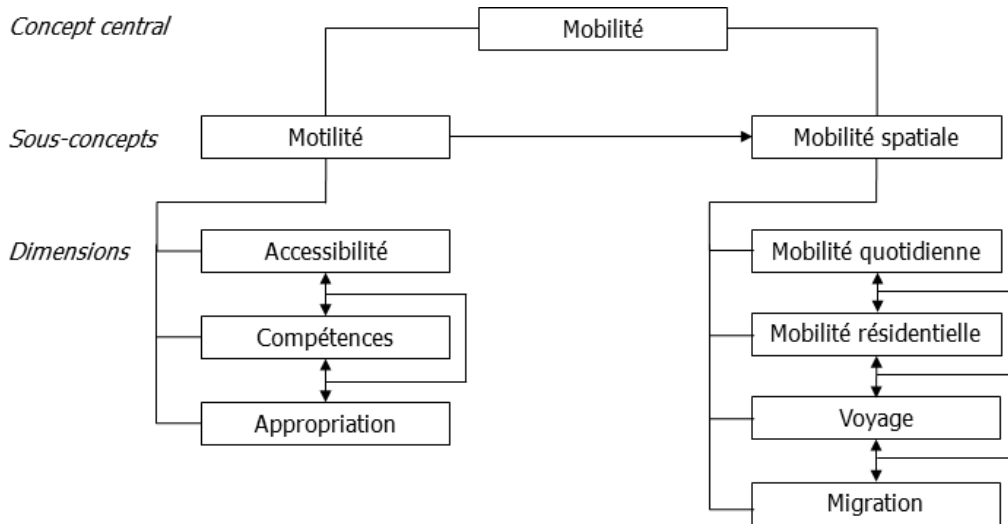 Concept central
Mobilité
Sous-concepts
Motilité
Mobilité spatiale
Dimensions
Accessibilité
Mobilité quotidienne
Compétences
Mobilité résidentielle
Appropriation
Voyage
Migration